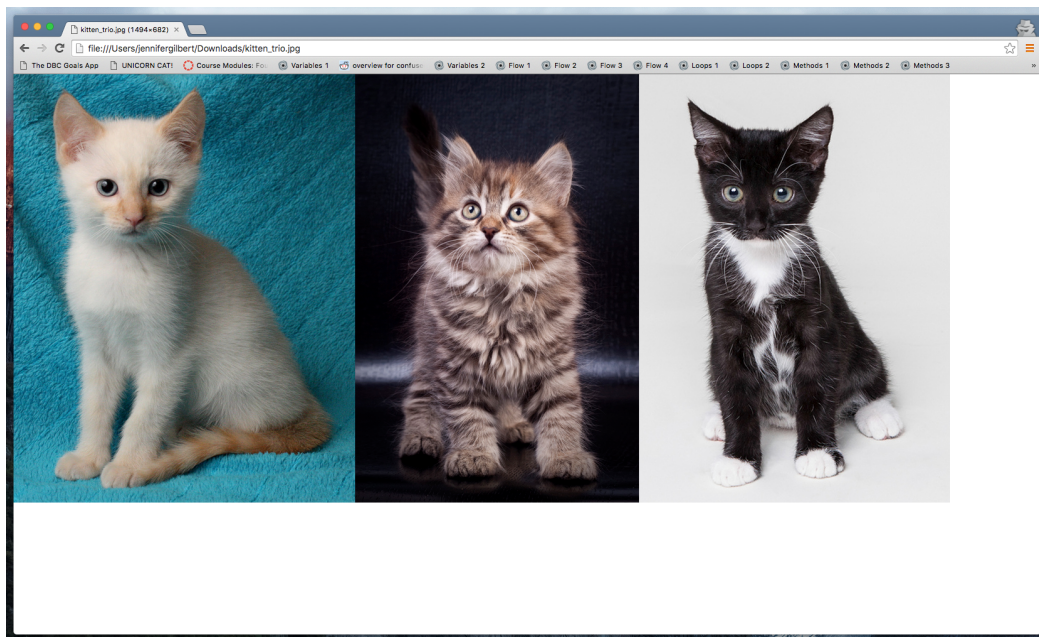 kitten_trio.jpg (1494×682)
file:///Users/jennifergilbert/Downloads/kitten_trio.jpg
The DBC Goals App UNICORN CAT! Course Modules: Fo overview for confus Variables 1 Variables 2 Flow 1 Flow 2 Flow 3 Flow 4 Loops 1 Loops 2 Methods 1 Methods 2 Methods 3 »